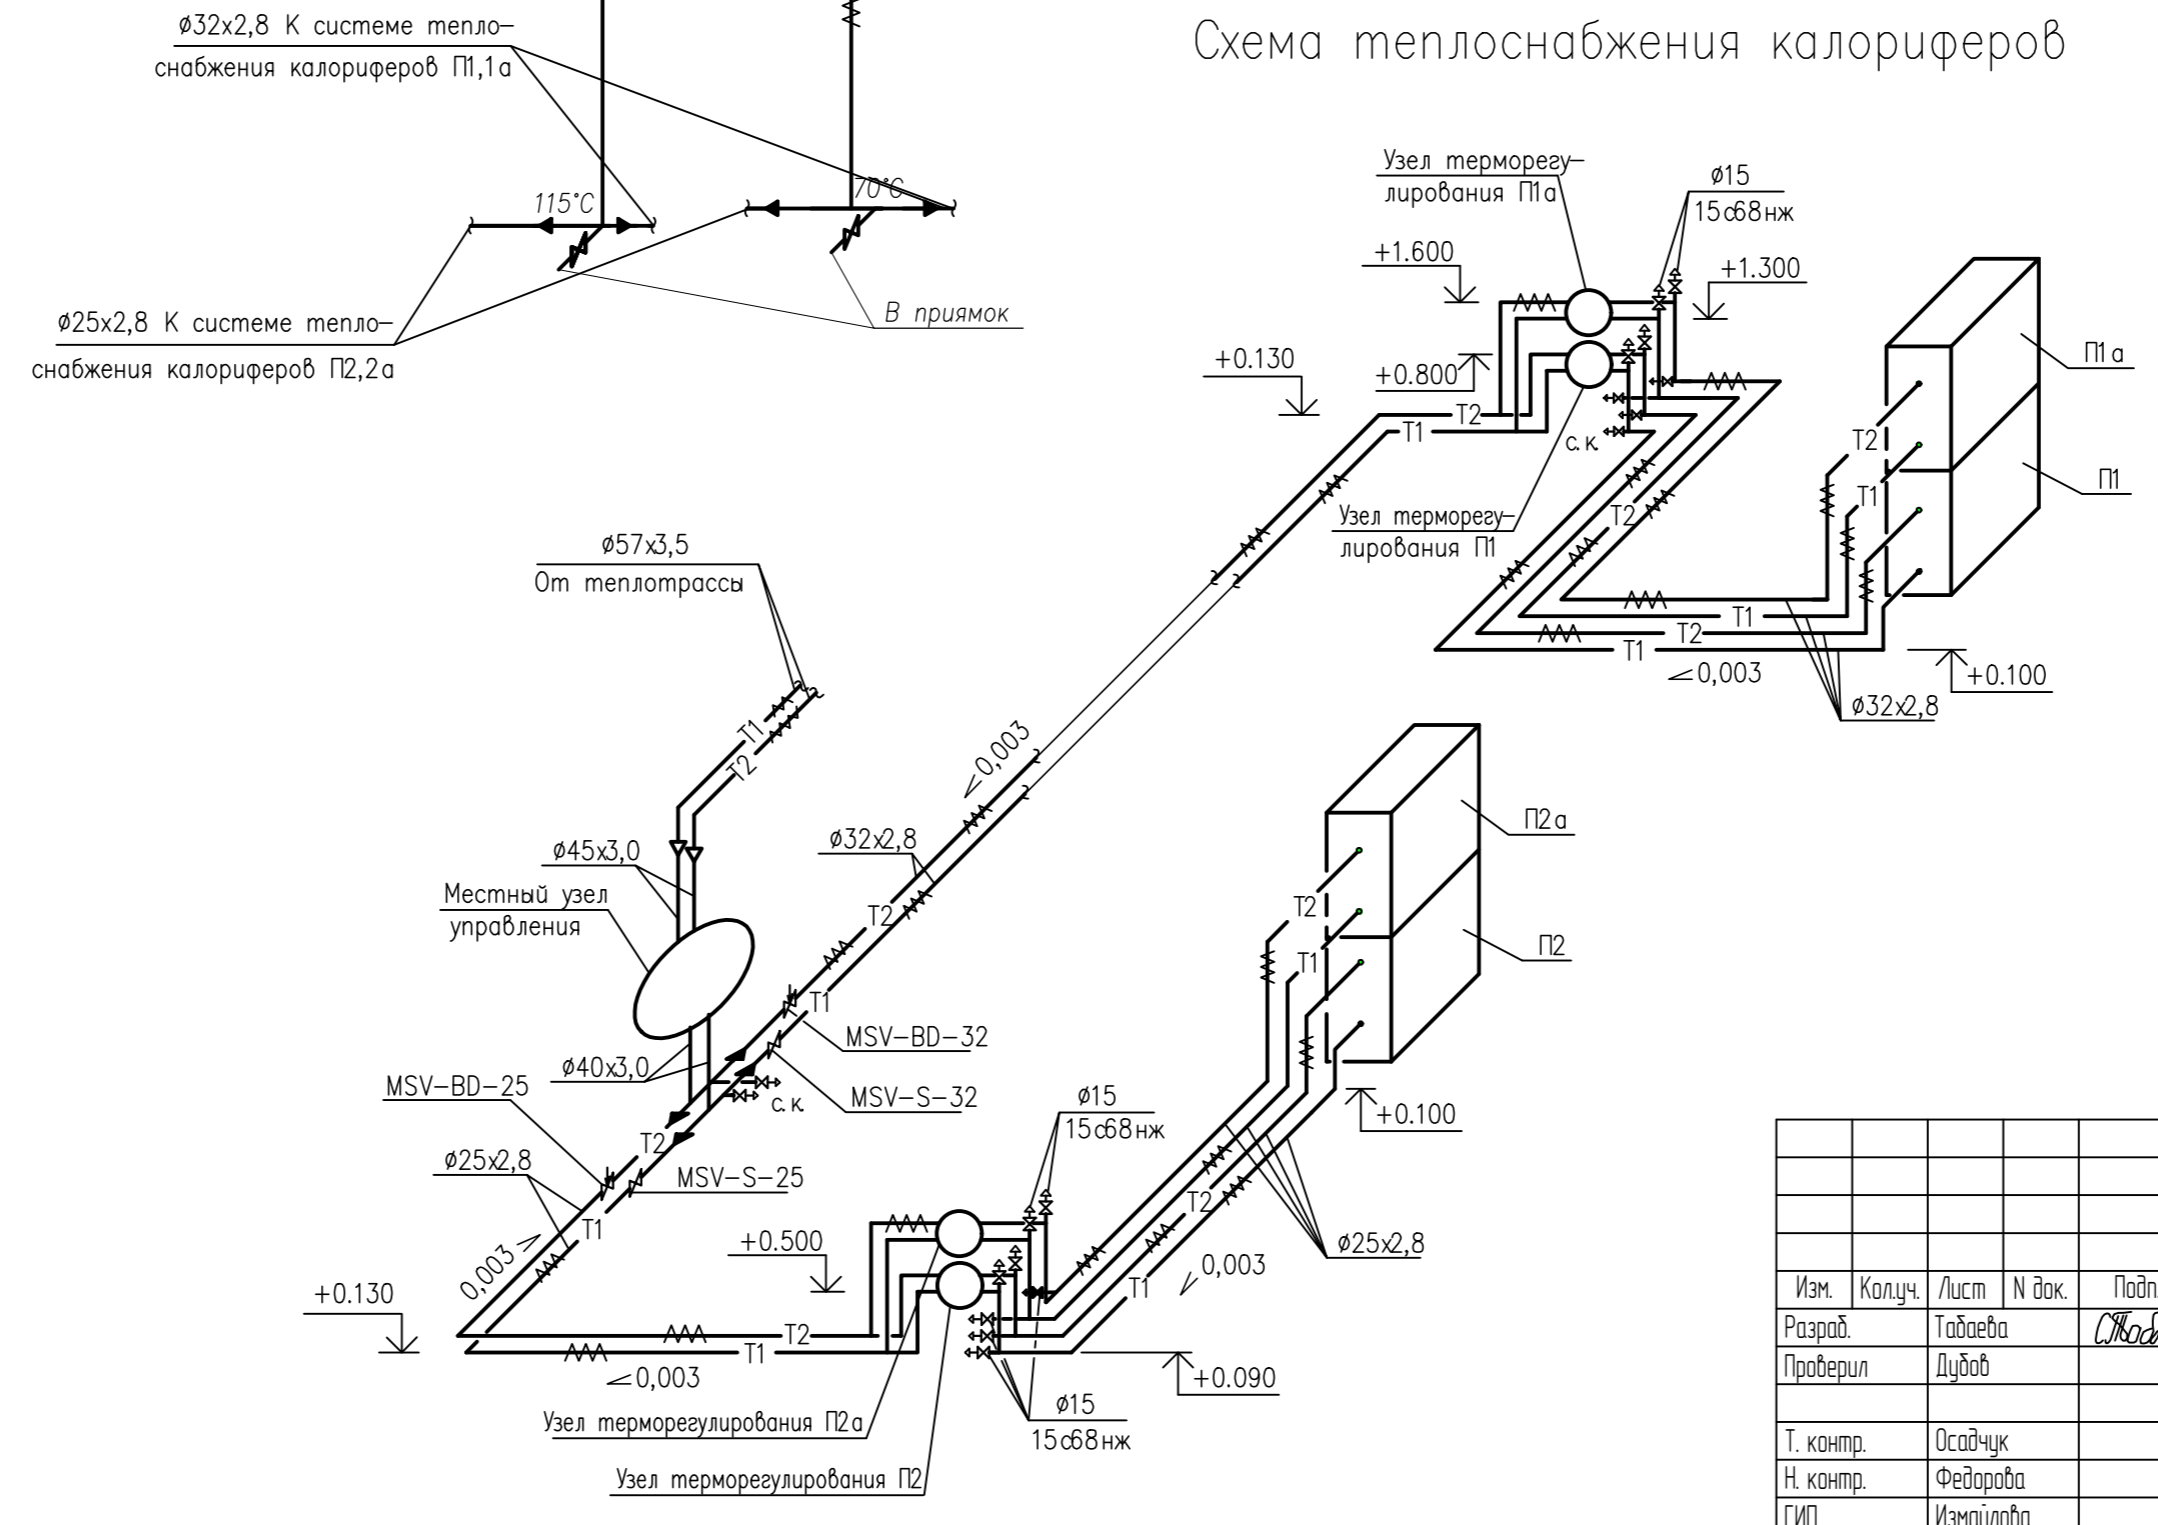 Схема теплоснабжения калориферов
ø32х2,8 К системе тепло-
снабжения калориферов П1,1а
115°С
70°С
ø25х2,8 К системе тепло-
снабжения калориферов П2,2а
В приямок
Узел терморегу-
лирования П1а
ø15
15с68нж
+1.600
+1.300
+0.130
+0.800
Т2
Т1
с.к.
Узел терморегу-
лирования П1
Т2
Т2
Т1
П1а
П1
Т1
Т2
Т1
0,003
+0.100
ø32х2,8
ø57х3,5
От теплотрассы
Т1
Т2
0,003
ø45х3,0
ø32х2,8
Местный узел
управления
Т2
Т1
MSV-BD-32
MSV-S-32
ø40х3,0
с.к.
MSV-BD-25
Т2
MSV-S-25
ø25х2,8
Т1
0,003
+0.130
П2а
П2
Т2
Т1
+0.100
ø15
15с68нж
+0.500
Т2
Т1
ø25х2,8
0,003
Т2
Т1
0,003
+0.090
ø15
15с68нж
Узел терморегулирования П2а
Узел терморегулирования П2
Изм. Кол.уч. Лист N док. Подп.
Разраб. Табаева
Проверил Дубов
Т. контр. Осадчук
Н. контр. Федорова
ГИП Измайлова